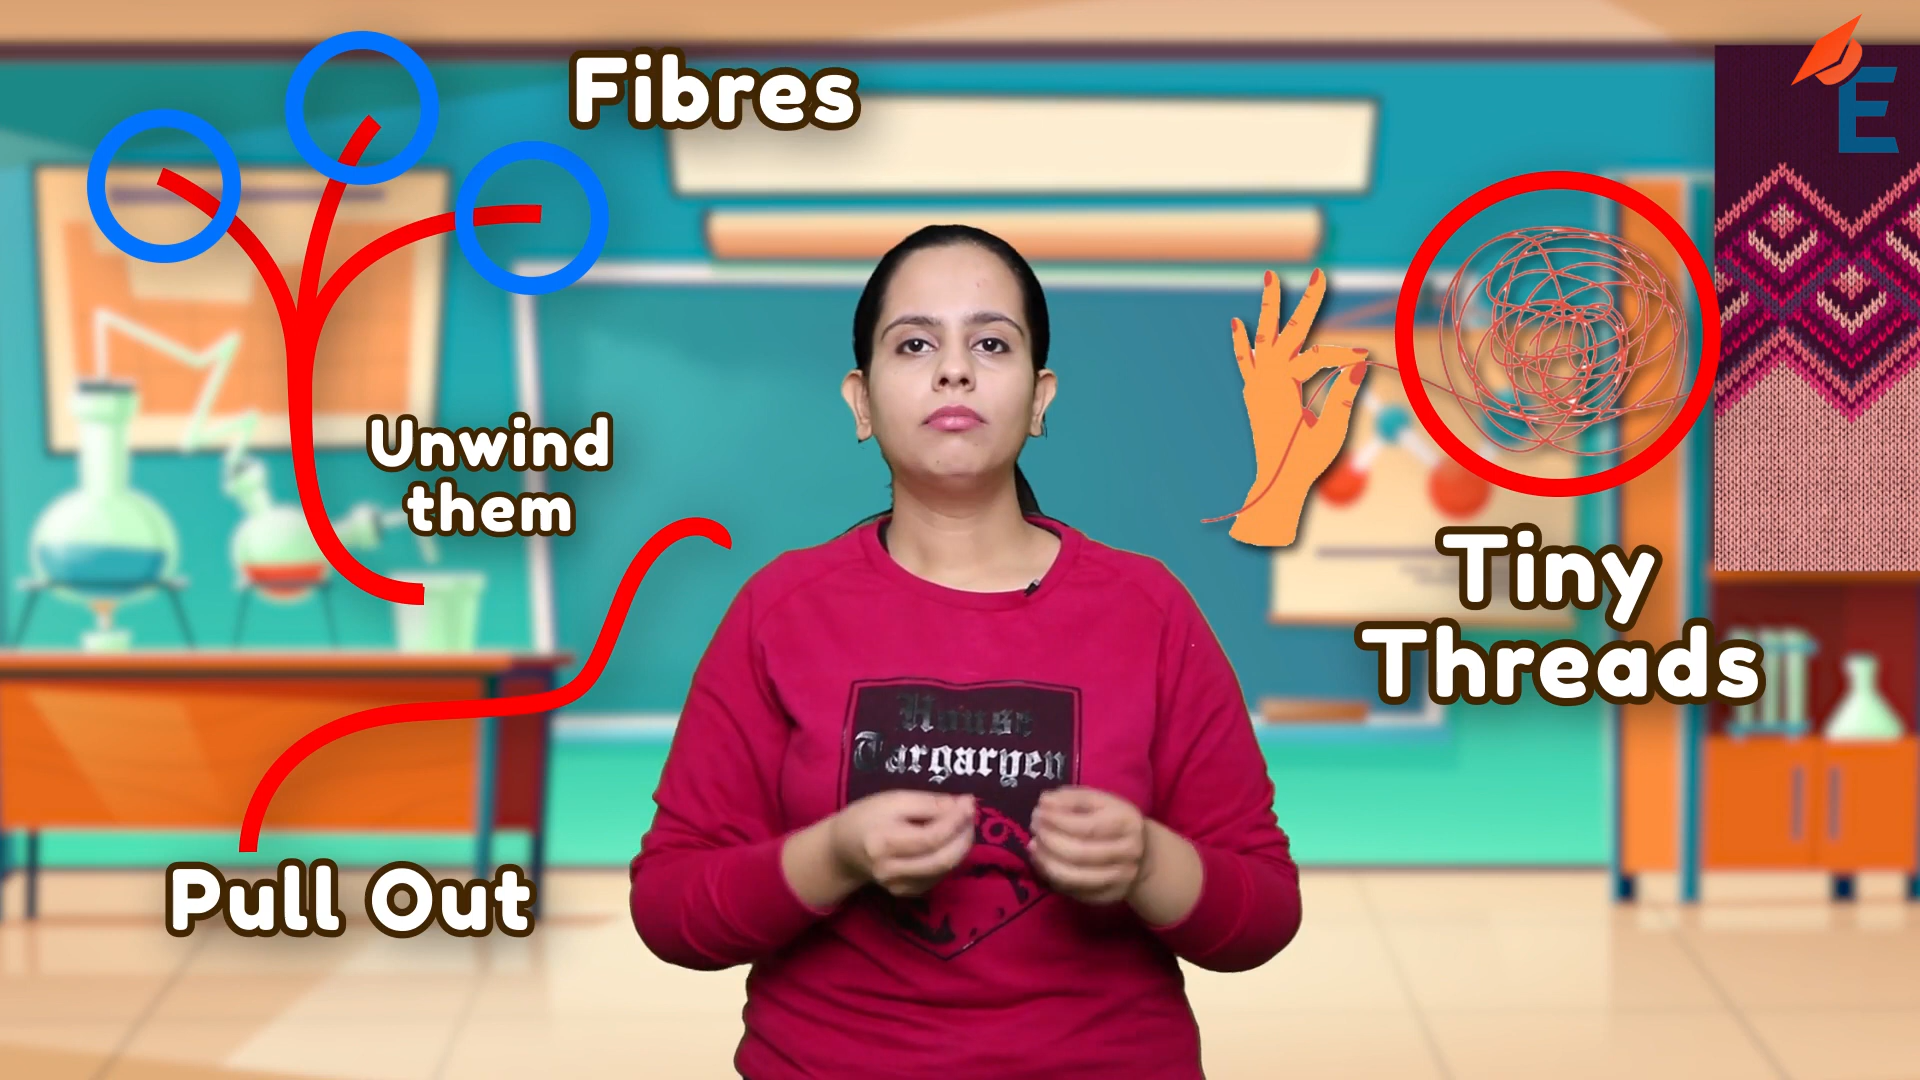 Fibres
Unwind
them
Pull Out
Tiny
Threads
House
Targaryen
E